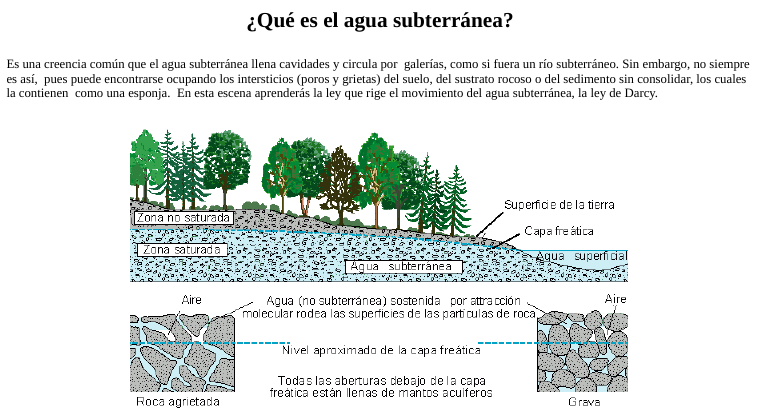 ¿Qué es el agua subterránea?
Es una creencia común que el agua subterránea llena cavidades y circula por galerías, como si fuera un río subterráneo. Sin embargo, no siempre
es así, pues puede encontrarse ocupando los intersticios (poros y grietas) del suelo, del sustrato rocoso o del sedimento sin consolidar, los cuales
la contienen como una esponja. En esta escena aprenderás la ley que rige el movimiento del agua subterránea, la ley de Darcy.
Superficie de la tierra
Zona no saturada
Capa freática
Zona saturada
Agua superficial
Agua subterránea
Aire
Agua (no subterránea) sostenida por atracción
molecular rodea las superficies de las partículas de roca
Aire
Nivel aproximado de la capa freática
Todas las aberturas debajo de la capa
freática están llenas de mantos acuíferos
Roca agrietada
Grava